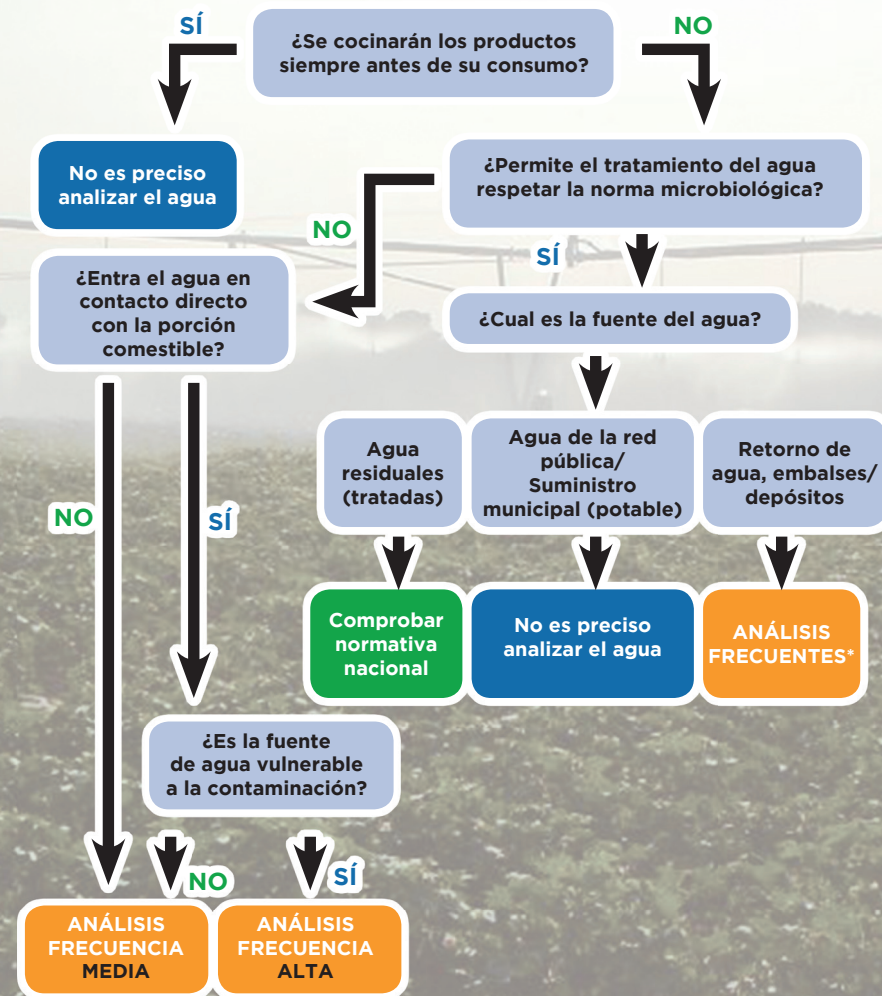 SÍ
¿Se cocinarán los productos
siempre antes de su consumo?
NO
No es preciso
analizar el agua
¿Permite el tratamiento del agua
respetar la norma microbiológica?
NO
SÍ
¿Entra el agua en
contacto directo
con la porción
comestible?
¿Cual es la fuente del agua?
Agua
residuales
(tratadas)
Agua de la red
pública/
Suministro
municipal (potable)
Retorno de
agua, embalses/
depósitos
NO
SÍ
Comprobar
normativa
nacional
No es preciso
analizar el agua
ANÁLISIS
FRECUENTES*
¿Es la fuente
de agua vulnerable
a la contaminación?
NO
SÍ
ANÁLISIS
FRECUENCIA
MEDIA
ANÁLISIS
FRECUENCIA
ALTA